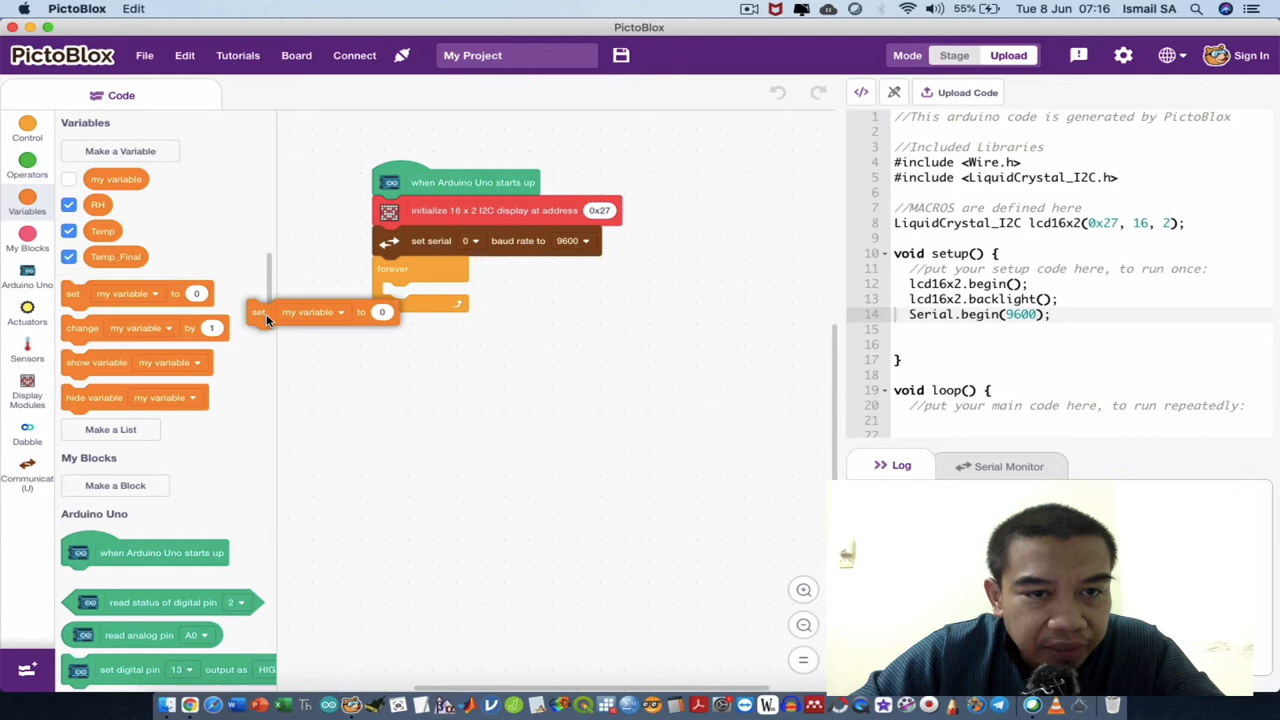 PictoBlox Edit 55% Tue 8 Jun 07:16 Ismail SA
PictoBlox
PictoBlox File Edit Tutorials Board Connect My Project Mode Stage Upload Sign In
Code
Upload Code
Control
Operators
Variables
My Blocks
Arduino Uno
Actuators
Sensors
Display Modules
Dabble
Communicat (U)
Variables
Make a Variable
my variable
RH
Temp
Temp_Final
set my variable to 0
change my variable by 1
show variable my variable
hide variable my variable
Make a List
My Blocks
Make a Block
Arduino Uno
when Arduino Uno starts up
read status of digital pin 2
read analog pin A0
set digital pin 13 output as HIG
when Arduino Uno starts up
initialize 16 x 2 I2C display at address 0x27
set serial 0 baud rate to 9600
forever
set my variable to 0
1 //This arduino code is generated by PictoBlox
2
3 //Included Libraries
4 #include <Wire.h>
5 #include <LiquidCrystal_I2C.h>
6
7 //MACROS are defined here
8 LiquidCrystal_I2C lcd16x2(0x27, 16, 2);
9
10 void setup() {
11 //put your setup code here, to run once:
12 lcd16x2.begin();
13 lcd16x2.backlight();
14 Serial.begin(9600);
15
16
17 }
18
19 void loop() {
20 //put your main code here, to run repeatedly:
21
22
Log Serial Monitor